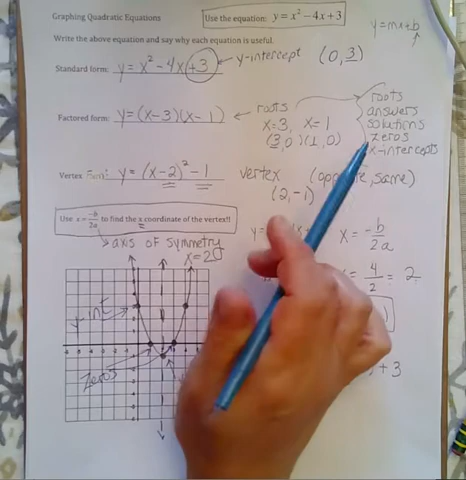 Graphing Quadratic Equations
Use the equation: y = x² − 4x + 3
y = mx + b
Write the above equation and say why each equation is useful.
Standard form: y = x² − 4x + 3 y-intercept (0, 3)
Factored form: y = (x − 3)(x − 1) roots
x = 3, x = 1
(3, 0) (1, 0)
roots
answers
solutions
zeros
x-intercepts
Vertex Form: y = (x − 2)² − 1 vertex
(2, −1)
Use x = −b/2a to find the x coordinate of the vertex!!
axis of symmetry
x = 2
x = −b/2a
4/2 = 2
+ 3
y-int
zeros